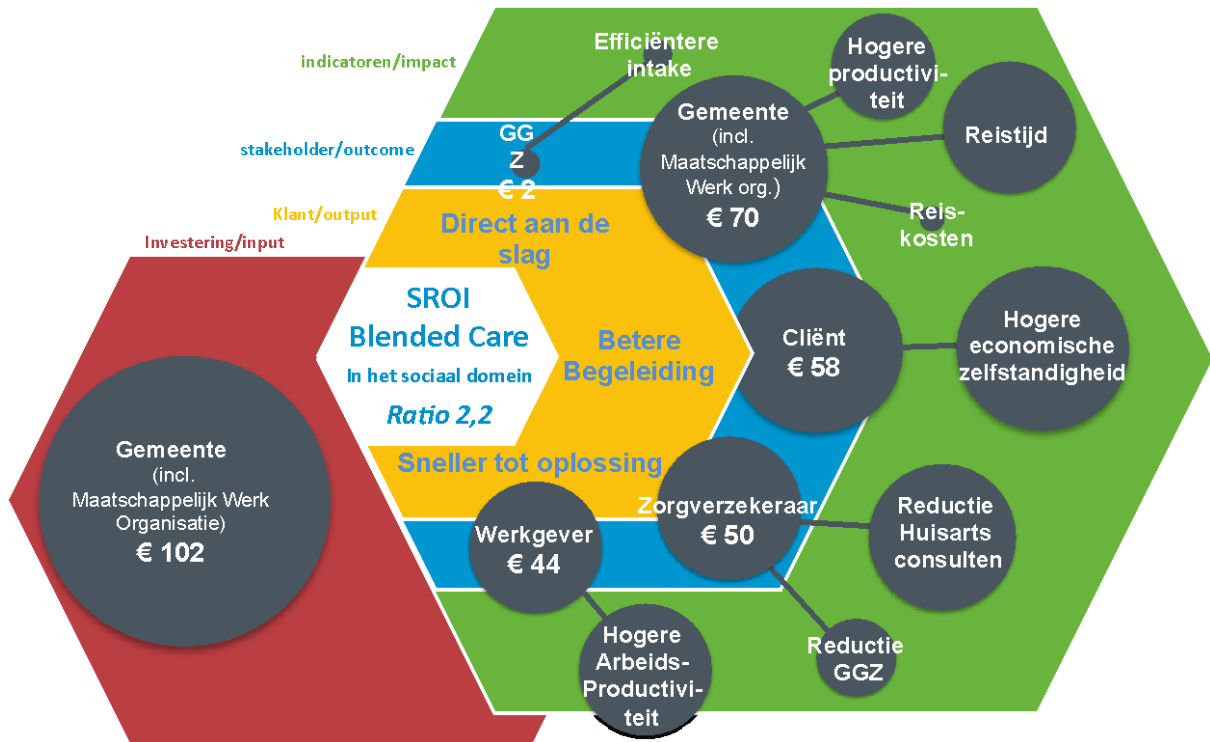 indicatoren/impact
stakeholder/outcome
Klant/output
Investering/input
Efficiëntere
intake
Hogere
productivi-
teit
Reistijd
Reis-
kosten
GG
Z
€ 2
Gemeente
(incl.
Maatschappelijk
Werk org.)
€ 70
Direct aan de
slag
SROI
Blended Care
In het sociaal domein
Ratio 2,2
Betere
Begeleiding
Cliënt
€ 58
Hogere
economische
zelfstandigheid
Sneller tot oplossing
Gemeente
(incl.
Maatschappelijk Werk
Organisatie)
€ 102
Werkgever
€ 44
Zorgverzekeraar
€ 50
Reductie
Huisarts
consulten
Hogere
Arbeids-
Productivi-
teit
Reductie
GGZ